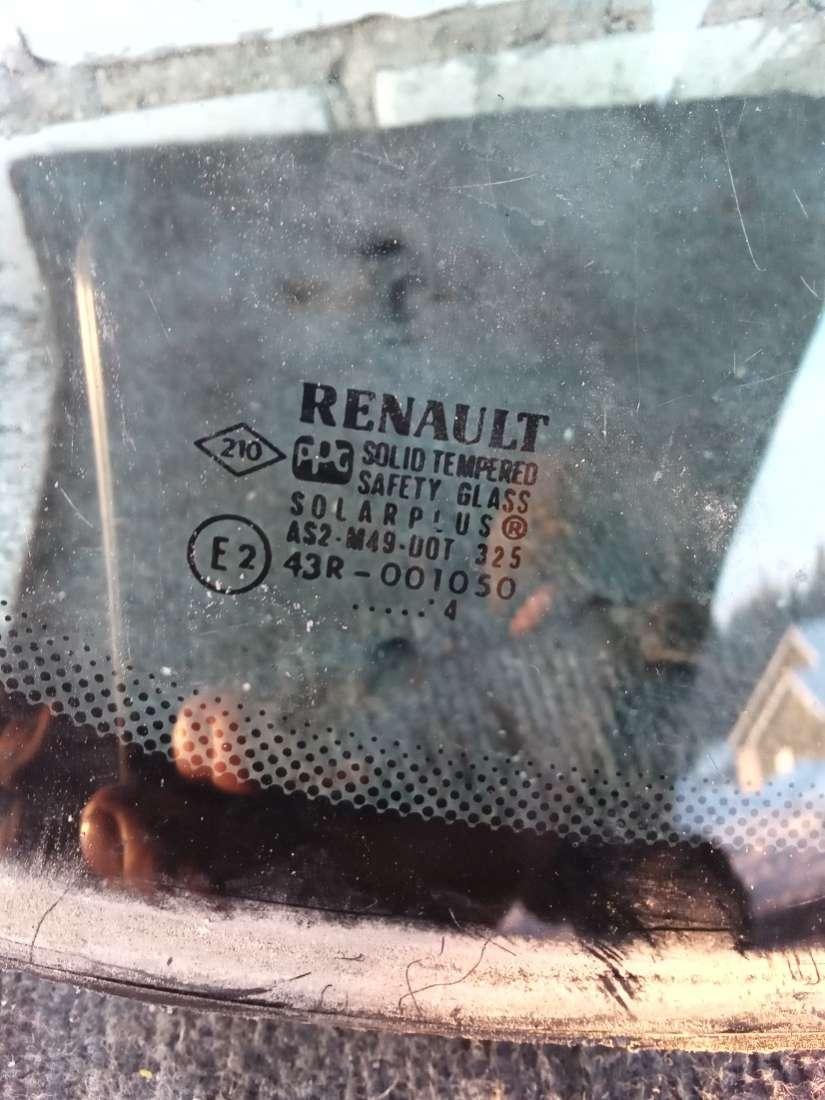 RENAULT
210
PPG SOLID TEMPERED
SAFETY GLASS
SOLARPLUS®
AS2-M49-DOT 325
E2 43R-001050
.....'4